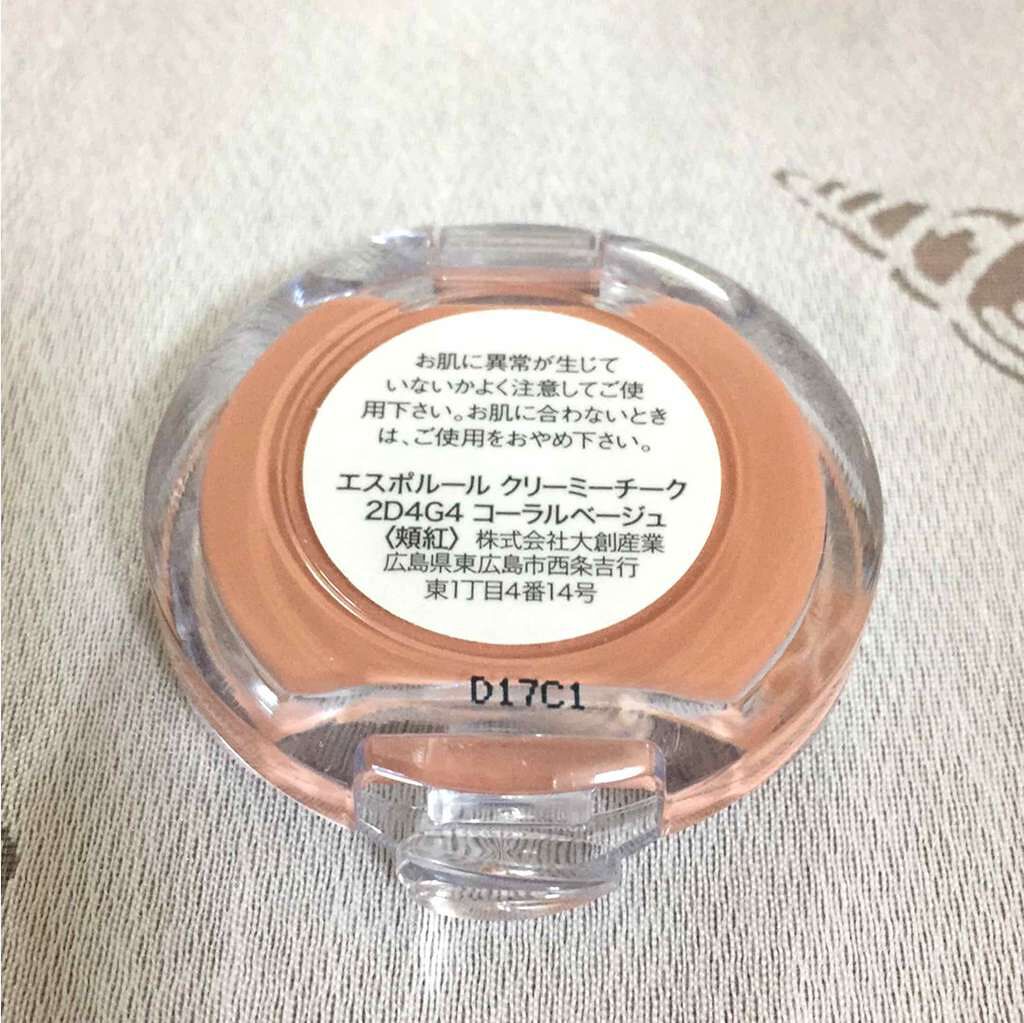 お肌に異常が生じて
いないかよく注意してご使
用下さい。お肌に合わないとき
は、ご使用をおやめ下さい。
エスポルール クリーミーチーク
2D4G4 コーラルベージュ
〈頬紅〉 株式会社大創産業
広島県東広島市西条吉行
東1丁目4番14号
D17C1